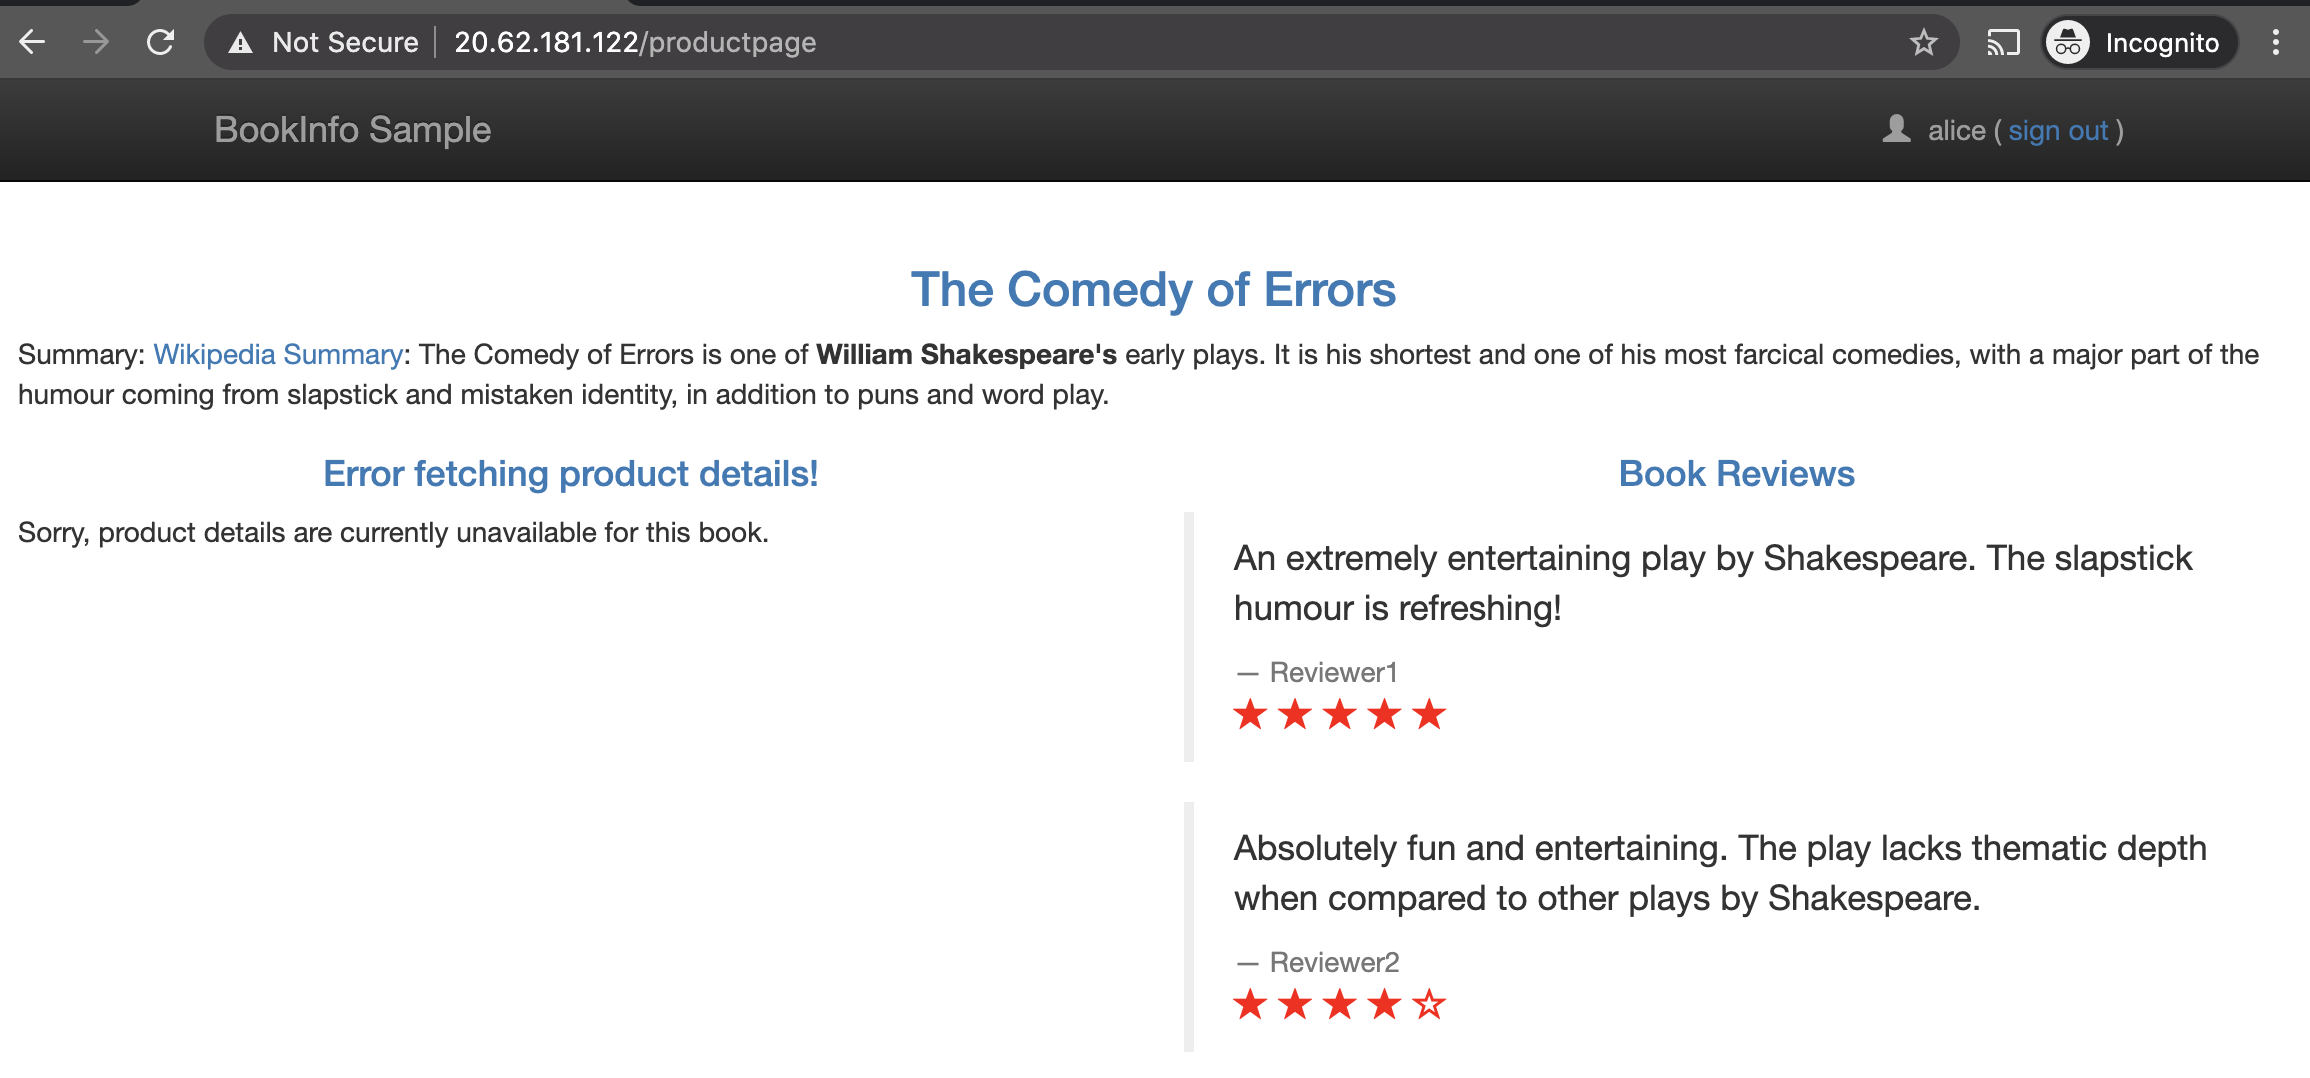 Not Secure 20.62.181.122/productpage Incognito
BookInfo Sample alice ( sign out )
The Comedy of Errors
Summary: Wikipedia Summary: The Comedy of Errors is one of William Shakespeare's early plays. It is his shortest and one of his most farcical comedies, with a major part of the
humour coming from slapstick and mistaken identity, in addition to puns and word play.
Error fetching product details!
Sorry, product details are currently unavailable for this book.
Book Reviews
An extremely entertaining play by Shakespeare. The slapstick
humour is refreshing!
— Reviewer1
Absolutely fun and entertaining. The play lacks thematic depth
when compared to other plays by Shakespeare.
— Reviewer2